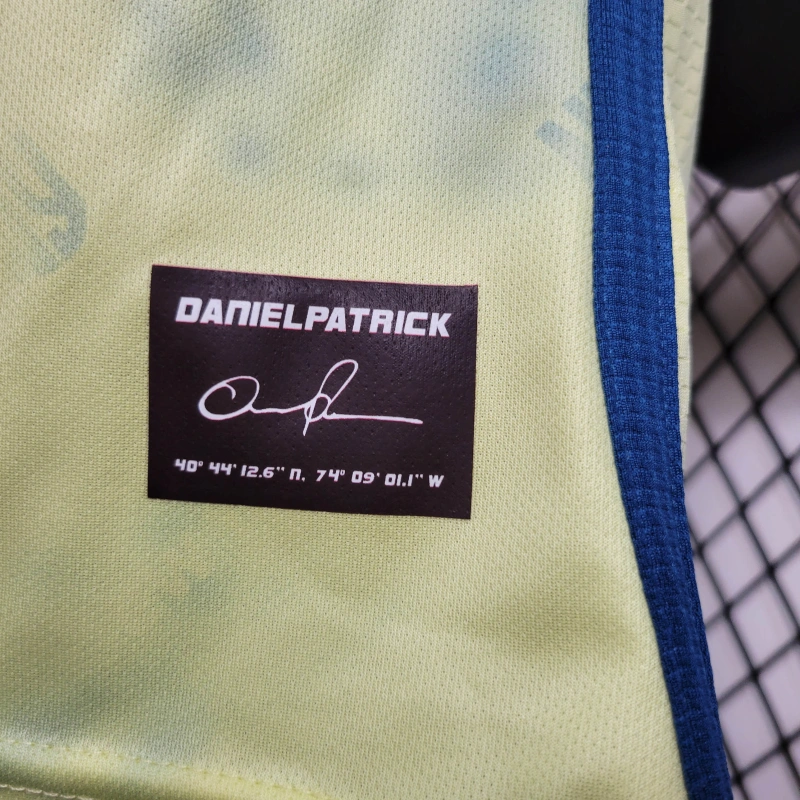 DANIELPATRICK
40° 44' 12.6" N, 74° 09' 01.1" W